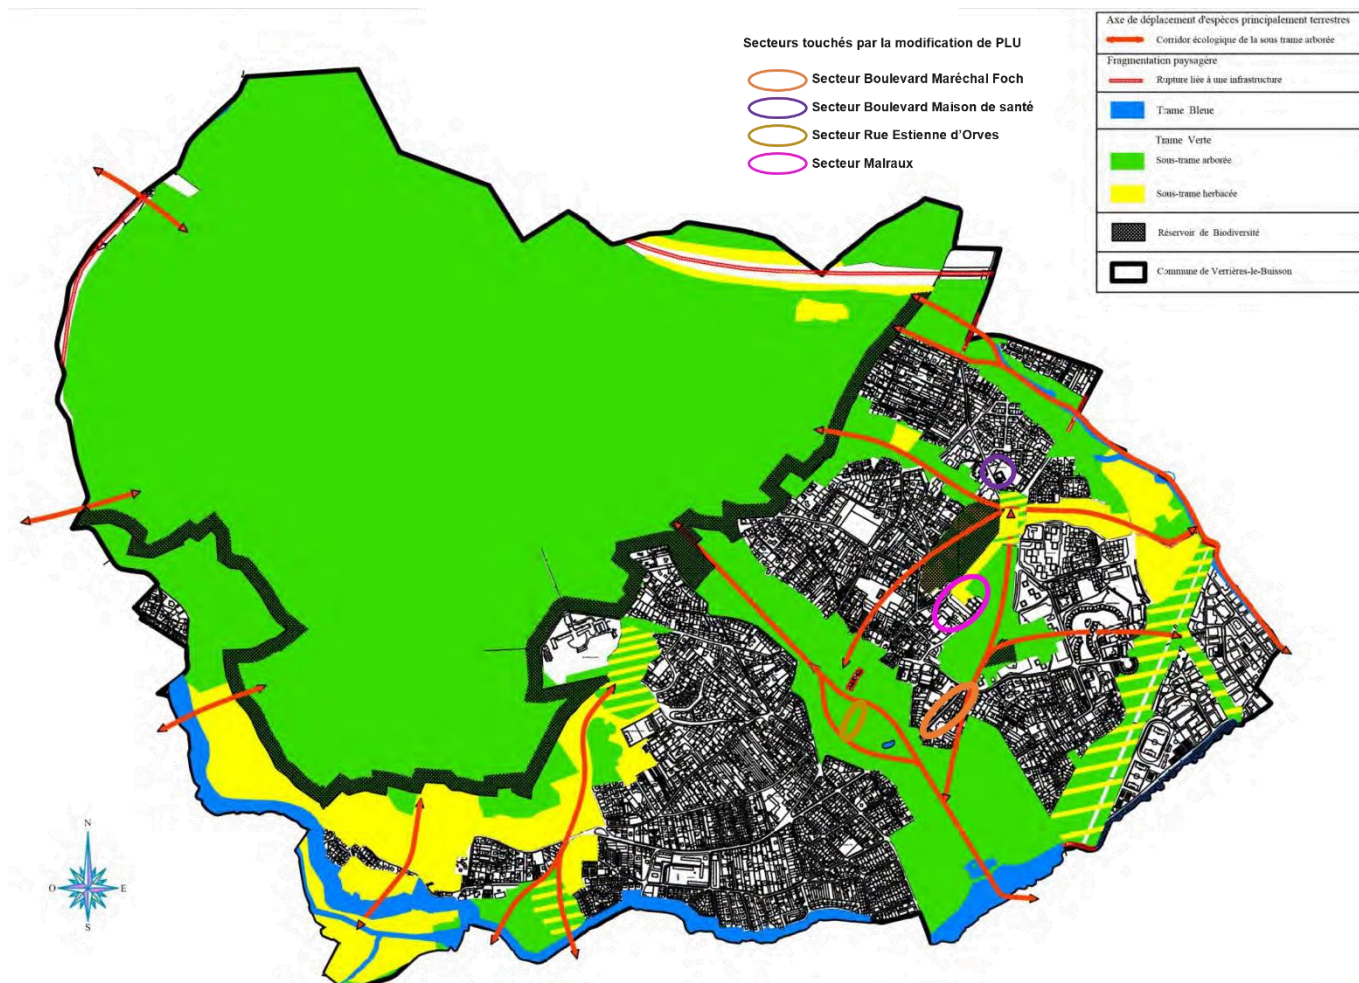 Secteurs touchés par la modification de PLU
Secteur Boulevard Maréchal Foch
Secteur Boulevard Maison de santé
Secteur Rue Estienne d'Orves
Secteur Malraux
Axe de déplacement d'espèces principalement terrestres
Corridor écologique de la sous trame arborée
Fragmentation paysagère
Rupture liée à une infrastructure
Trame Bleue
Trame Verte
Sous-trame arborée
Sous-trame herbacée
Réservoir de Biodiversité
Commune de Verrières-le-Buisson
N
O
E
S